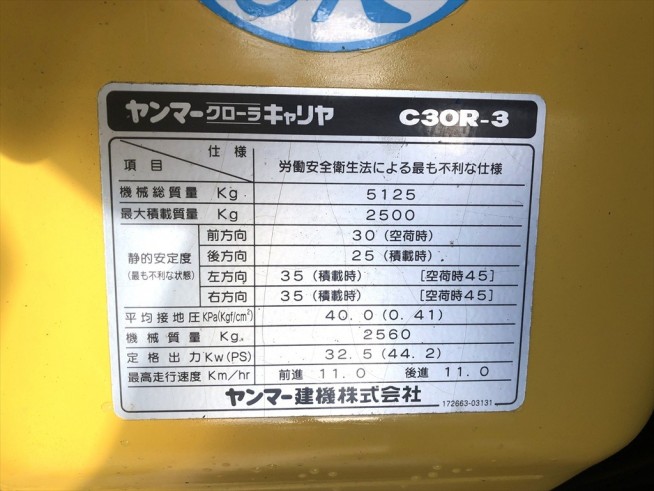 ヤンマークローラキャリヤ C30R-3
仕様
項目
労働安全衛生法による最も不利な仕様
機械総質量 Kg 5125
最大積載質量 Kg 2500
静的安定度
(最も不利な状態)
前方向 30 (空荷時)
後方向 25 (積載時)
左方向 35 (積載時) [空荷時45]
右方向 35 (積載時) [空荷時45]
平均接地圧 KPa(Kgf/cm²) 40.0 (0.41)
機械質量 Kg. 2560
定格出力 Kw(PS) 32.5 (44.2)
最高走行速度 Km/hr 前進 11.0 後進 11.0
ヤンマー建機株式会社 172663-03131